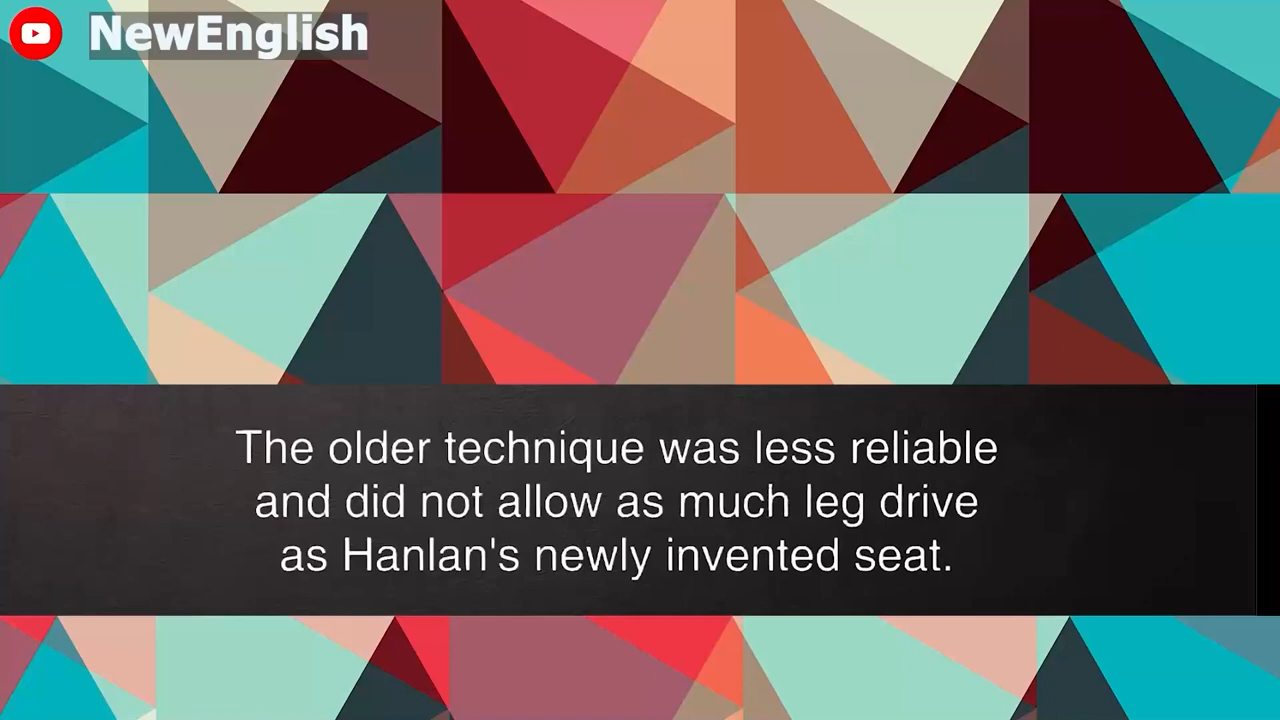 NewEnglish
The older technique was less reliable
and did not allow as much leg drive
as Hanlan's newly invented seat.